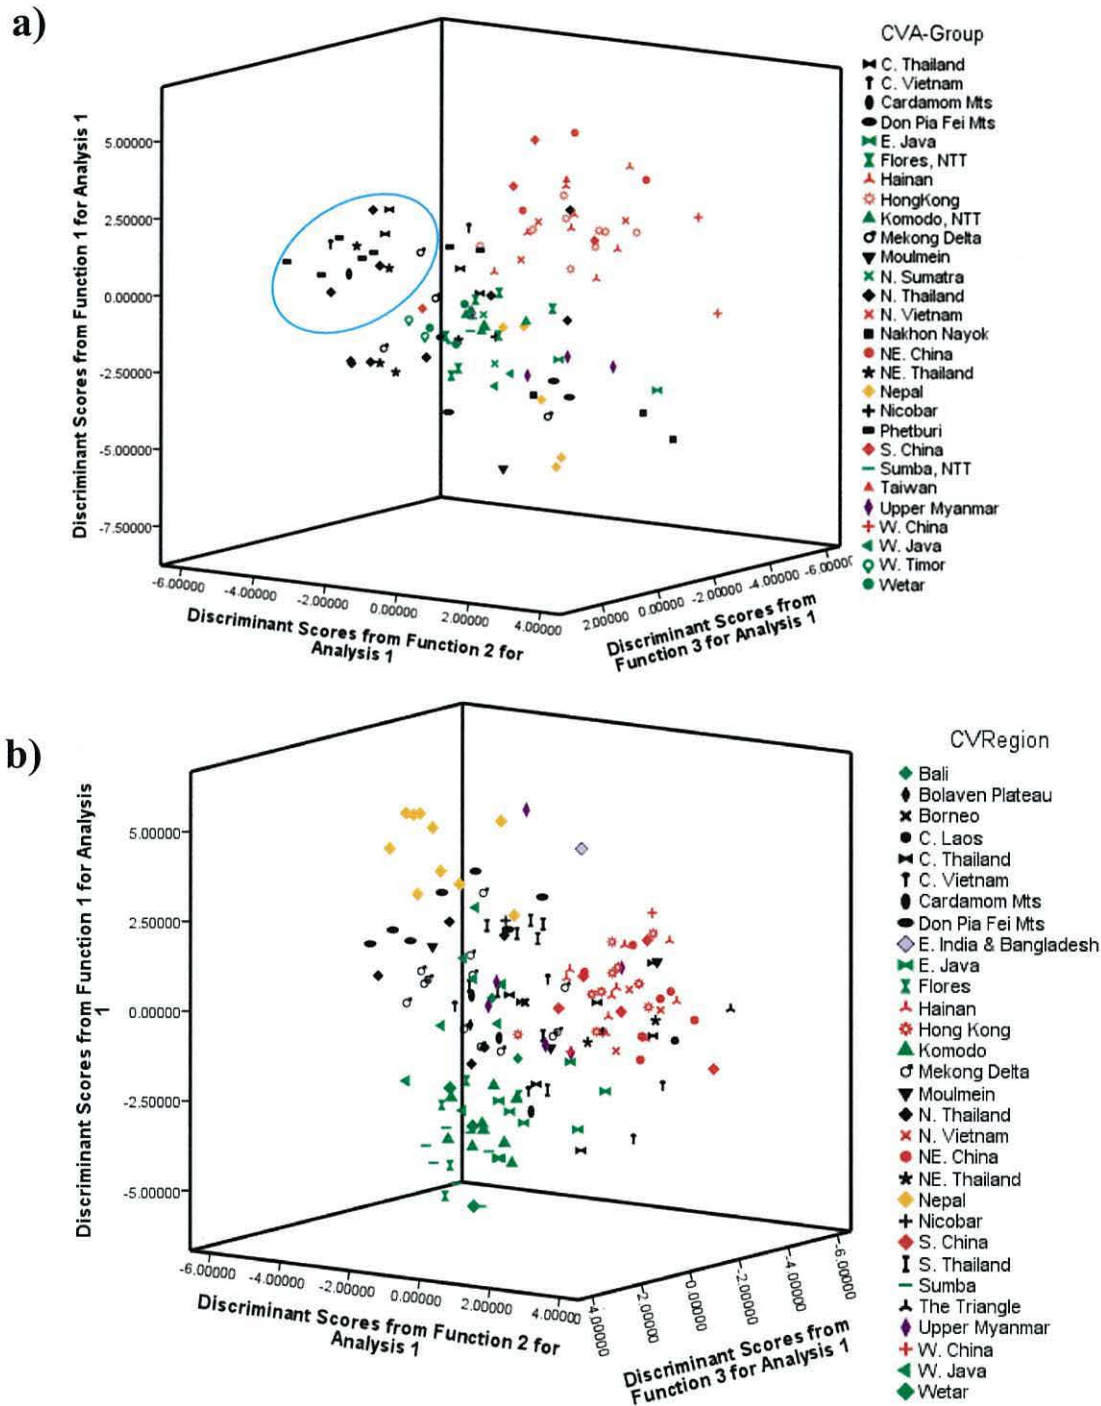 a)
CVA-Group
C. Thailand
C. Vietnam
Cardamom Mts
Don Pia Fei Mts
E. Java
Flores, NTT
Hainan
HongKong
Komodo, NTT
Mekong Delta
Moulmein
N. Sumatra
N. Thailand
N. Vietnam
Nakhon Nayok
NE. China
NE. Thailand
Nepal
Nicobar
Phetburi
S. China
Sumba, NTT
Taiwan
Upper Myanmar
W. China
W. Java
W. Timor
Wetar
Discriminant Scores from Function 1 for Analysis 1
5.00000
2.50000
0.00000
-2.50000
-5.00000
-7.50000
-6.00000
-4.00000
-2.00000
0.00000
2.00000
4.00000
Discriminant Scores from Function 2 for
Analysis 1
2.00000
0.00000
-2.00000
-4.00000
-6.00000
Discriminant Scores from
Function 3 for Analysis 1
b)
CVRegion
Bali
Bolaven Plateau
Borneo
C. Laos
C. Thailand
C. Vietnam
Cardamom Mts
Don Pia Fei Mts
E. India & Bangladesh
E. Java
Flores
Hainan
Hong Kong
Komodo
Mekong Delta
Moulmein
N. Thailand
N. Vietnam
NE. China
NE. Thailand
Nepal
Nicobar
S. China
S. Thailand
Sumba
The Triangle
Upper Myanmar
W. China
W. Java
Wetar
Discriminant Scores from Function 1 for Analysis
1
5.00000
2.50000
0.00000
-2.50000
-5.00000
-6.00000
-4.00000
-2.00000
0.00000
2.00000
4.00000
Discriminant Scores from Function 2 for
Analysis 1
4.00000
2.00000
0.00000
-2.00000
-4.00000
-6.00000
Discriminant Scores from
Function 3 for Analysis 1